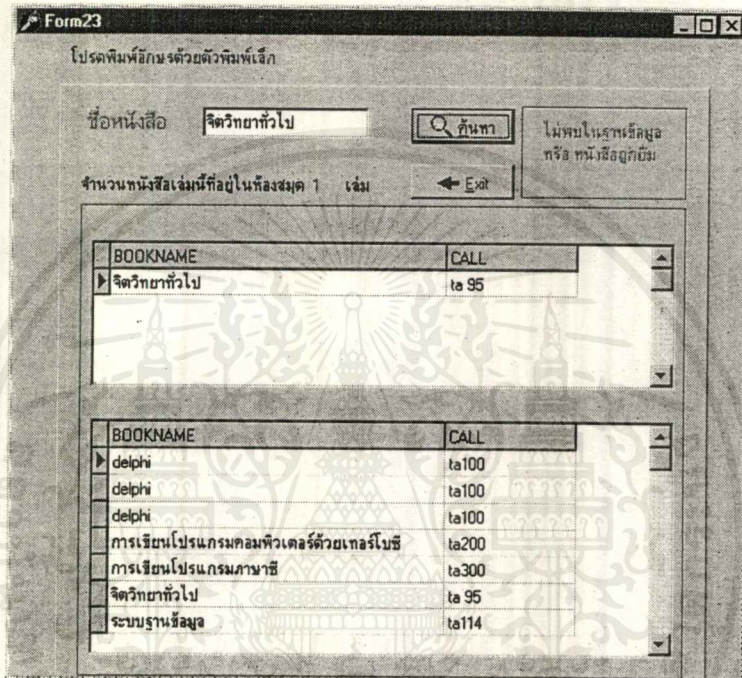 Form23
โปรดพิมพ์อักษรด้วยตัวพิมพ์เล็ก
ชื่อหนังสือ จิตวิทยาทั่วไป ค้นหา
ไม่พบในฐานข้อมูล
หรือ หนังสือถูกยืม
จำนวนหนังสือเล่มนี้ที่อยู่ในห้องสมุด 1 เล่ม Exit
BOOKNAME CALL
จิตวิทยาทั่วไป ta 95
BOOKNAME CALL
delphi ta100
delphi ta100
delphi ta100
การเขียนโปรแกรมคอมพิวเตอร์ด้วยเทอร์โบซี ta200
การเขียนโปรแกรมภาษาซี ta300
จิตวิทยาทั่วไป ta 95
ระบบฐานข้อมูล ta114